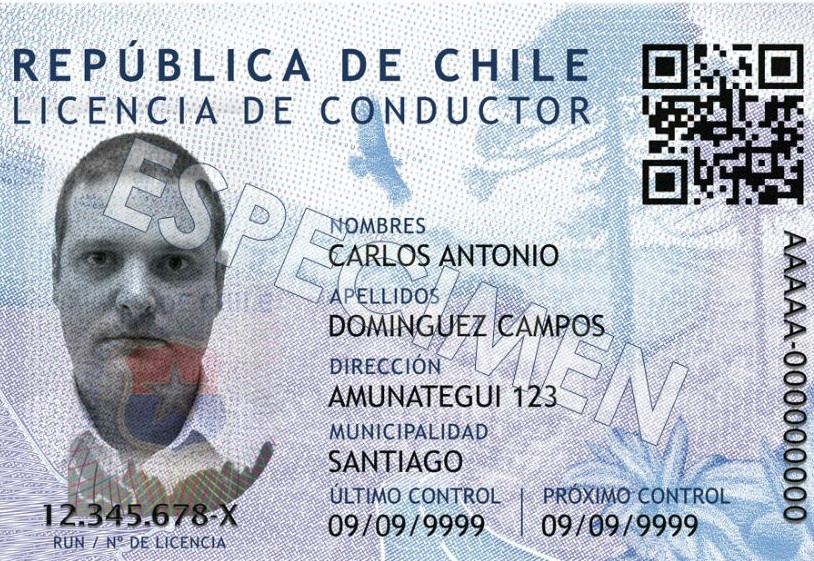 REPÚBLICA DE CHILE
LICENCIA DE CONDUCTOR
ESPECIMEN
NOMBRES
CARLOS ANTONIO
APELLIDOS
DOMINGUEZ CAMPOS
DIRECCIÓN
AMUNATEGUI 123
MUNICIPALIDAD
SANTIAGO
ÚLTIMO CONTROL
09/09/9999
PRÓXIMO CONTROL
09/09/9999
12.345.678-X
RUN / Nº DE LICENCIA
AAAAA-00000000